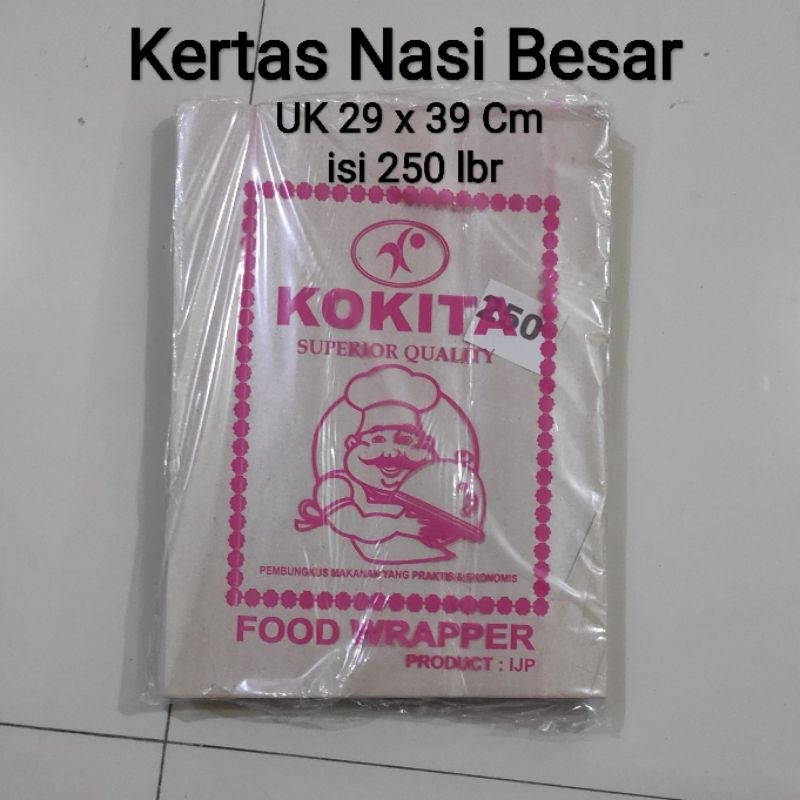 Kertas Nasi Besar
UK 29 x 39 Cm
isi 250 lbr
KOKITA
250
SUPERIOR QUALITY
PEMBUNGKUS MAKANAN YANG PRAKTIS & EKONOMIS
FOOD WRAPPER
PRODUCT : IJP